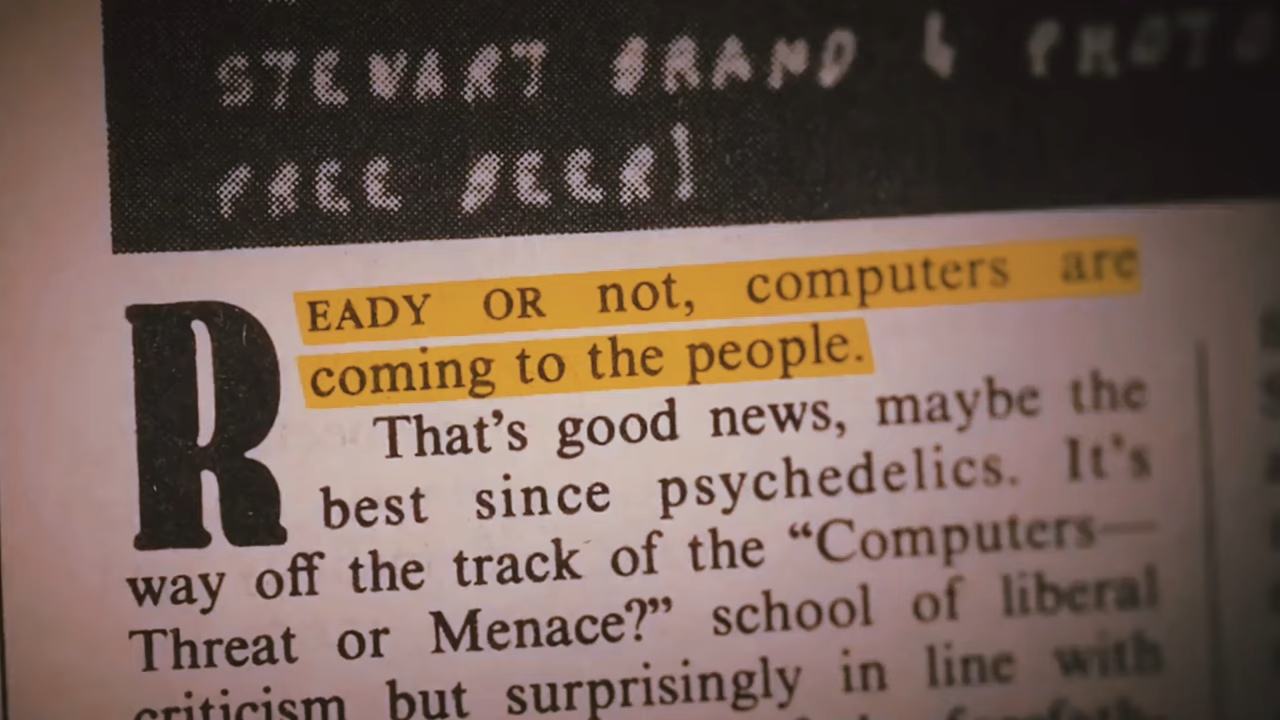 STEWART BRAND & PHOTO
FREE BEER!
READY OR not, computers are
coming to the people.
That's good news, maybe the
best since psychedelics. It's
way off the track of the “Computers—
Threat or Menace?” school of liberal
criticism but surprisingly in line with